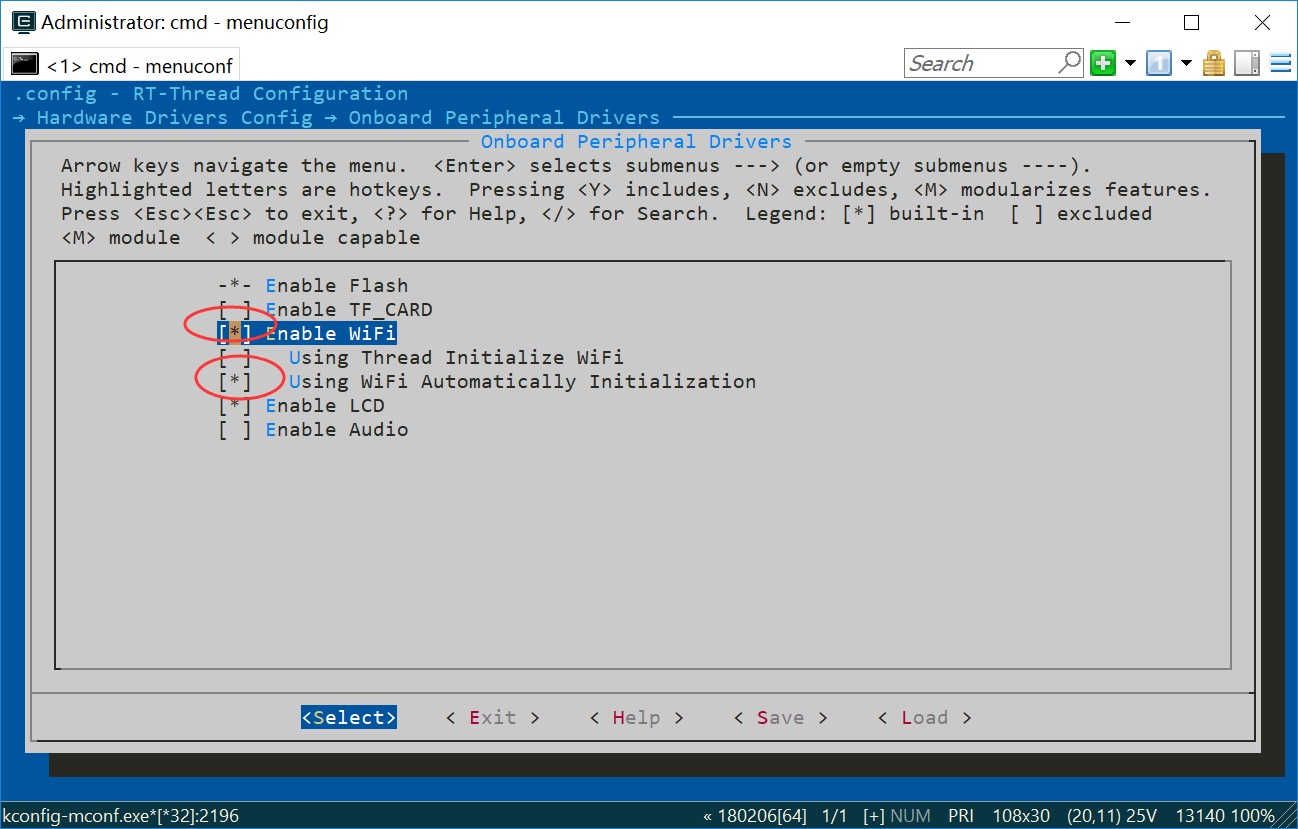 Administrator: cmd - menuconfig
<1> cmd - menuconf
Search
.config - RT-Thread Configuration
→ Hardware Drivers Config → Onboard Peripheral Drivers
Onboard Peripheral Drivers
Arrow keys navigate the menu.  <Enter> selects submenus ---> (or empty submenus ----).
Highlighted letters are hotkeys.  Pressing <Y> includes, <N> excludes, <M> modularizes features.
Press <Esc><Esc> to exit, <?> for Help, </> for Search.  Legend: [*] built-in  [ ] excluded
<M> module  < > module capable
-*- Enable Flash
[ ] Enable TF_CARD
[*] Enable WiFi
[ ]   Using Thread Initialize WiFi
[*]   Using WiFi Automatically Initialization
[*] Enable LCD
[ ] Enable Audio
<Select>    < Exit >    < Help >    < Save >    < Load >
kconfig-mconf.exe*[*32]:2196    « 180206[64]  1/1  [+] NUM  PRI  108x30  (20,11) 25V  13140 100%